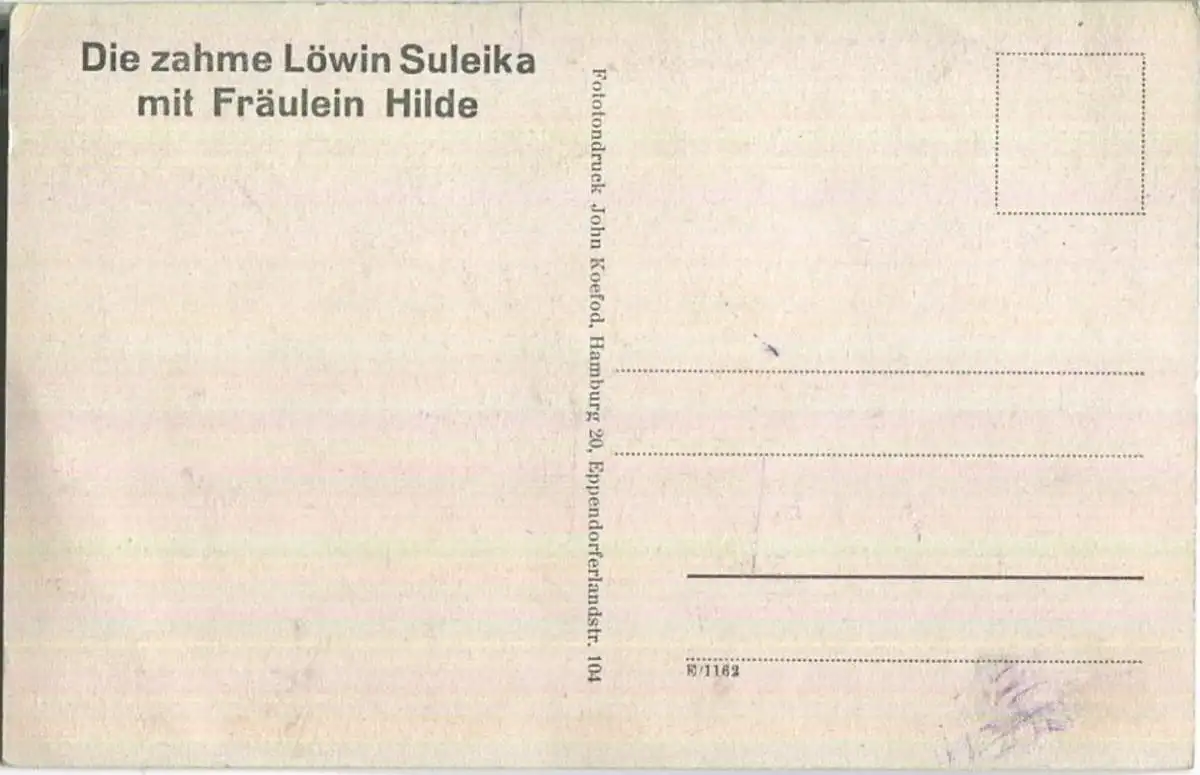 Die zahme Löwin Suleika
mit Fräulein Hilde
Fototondruck John Koefod, Hamburg 20, Eppendorferlandstr. 104
E/1162